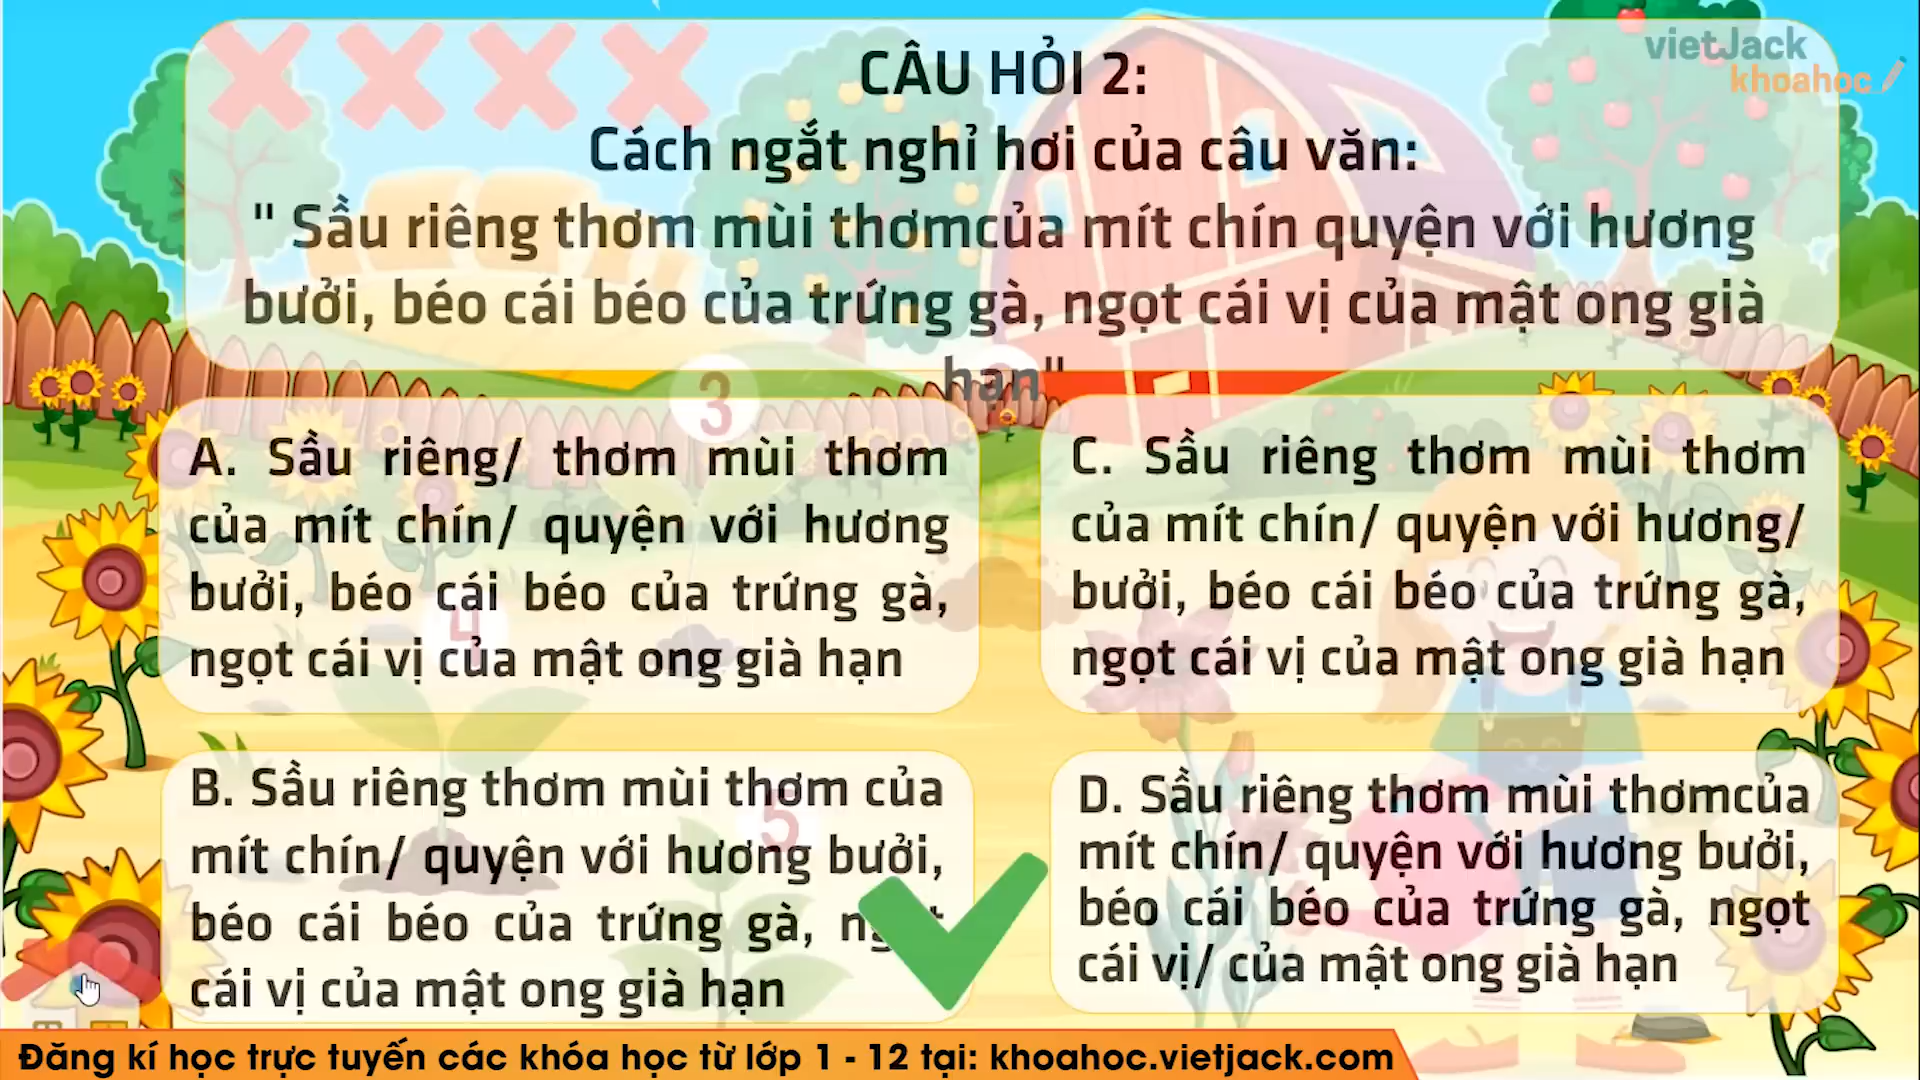 vietJack
khoahoc
CÂU HỎI 2:
Cách ngắt nghỉ hơi của câu văn:
" Sầu riêng thơm mùi thơmcủa mít chín quyện với hương
bưởi, béo cái béo của trứng gà, ngọt cái vị của mật ong già
hạn"
3
A. Sầu riêng/ thơm mùi thơm
của mít chín/ quyện với hương
bưởi, béo cái béo của trứng gà,
ngọt cái vị của mật ong già hạn
4
C. Sầu riêng thơm mùi thơm
của mít chín/ quyện với hương/
bưởi, béo cái béo của trứng gà,
ngọt cái vị của mật ong già hạn
B. Sầu riêng thơm mùi thơm của
mít chín/ quyện với hương bưởi,
béo cái béo của trứng gà,
cái vị của mật ong già hạn
5
D. Sầu riêng thơm mùi thơmcủa
mít chín/ quyện với hương bưởi,
béo cái béo của trứng gà, ngọt
cái vị/ của mật ong già hạn
Đăng kí học trực tuyến các khóa học từ lớp 1 - 12 tại: khoahoc.vietjack.com